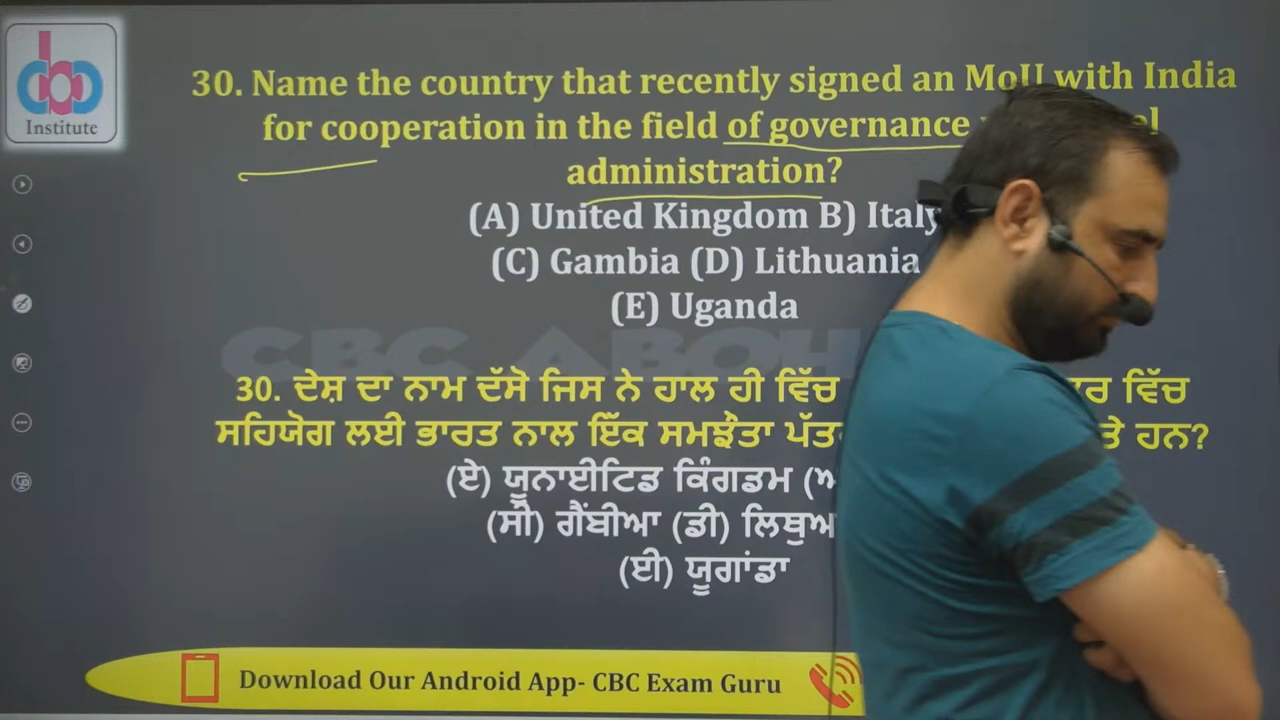 Institute
30. Name the country that recently signed an MoU with India
for cooperation in the field of governance
administration?
(A) United Kingdom B) Italy
(C) Gambia (D) Lithuania
(E) Uganda
CBC
30. ਦੇਸ਼ ਦਾ ਨਾਮ ਦੱਸੋ ਜਿਸ ਨੇ ਹਾਲ ਹੀ ਵਿੱਚ ਵਿੱਚ
ਸਹਿਯੋਗ ਲਈ ਭਾਰਤ ਨਾਲ ਇੱਕ ਸਮਝੌਤਾ ਹਨ?
(ਏ) ਯੂਨਾਈਟਿਡ ਕਿੰਗਡਮ
(ਸੀ) ਗੈਂਬੀਆ (ਡੀ)
(ਈ) ਯੂਗਾਂਡਾ
Download Our Android App- CBC Exam Guru